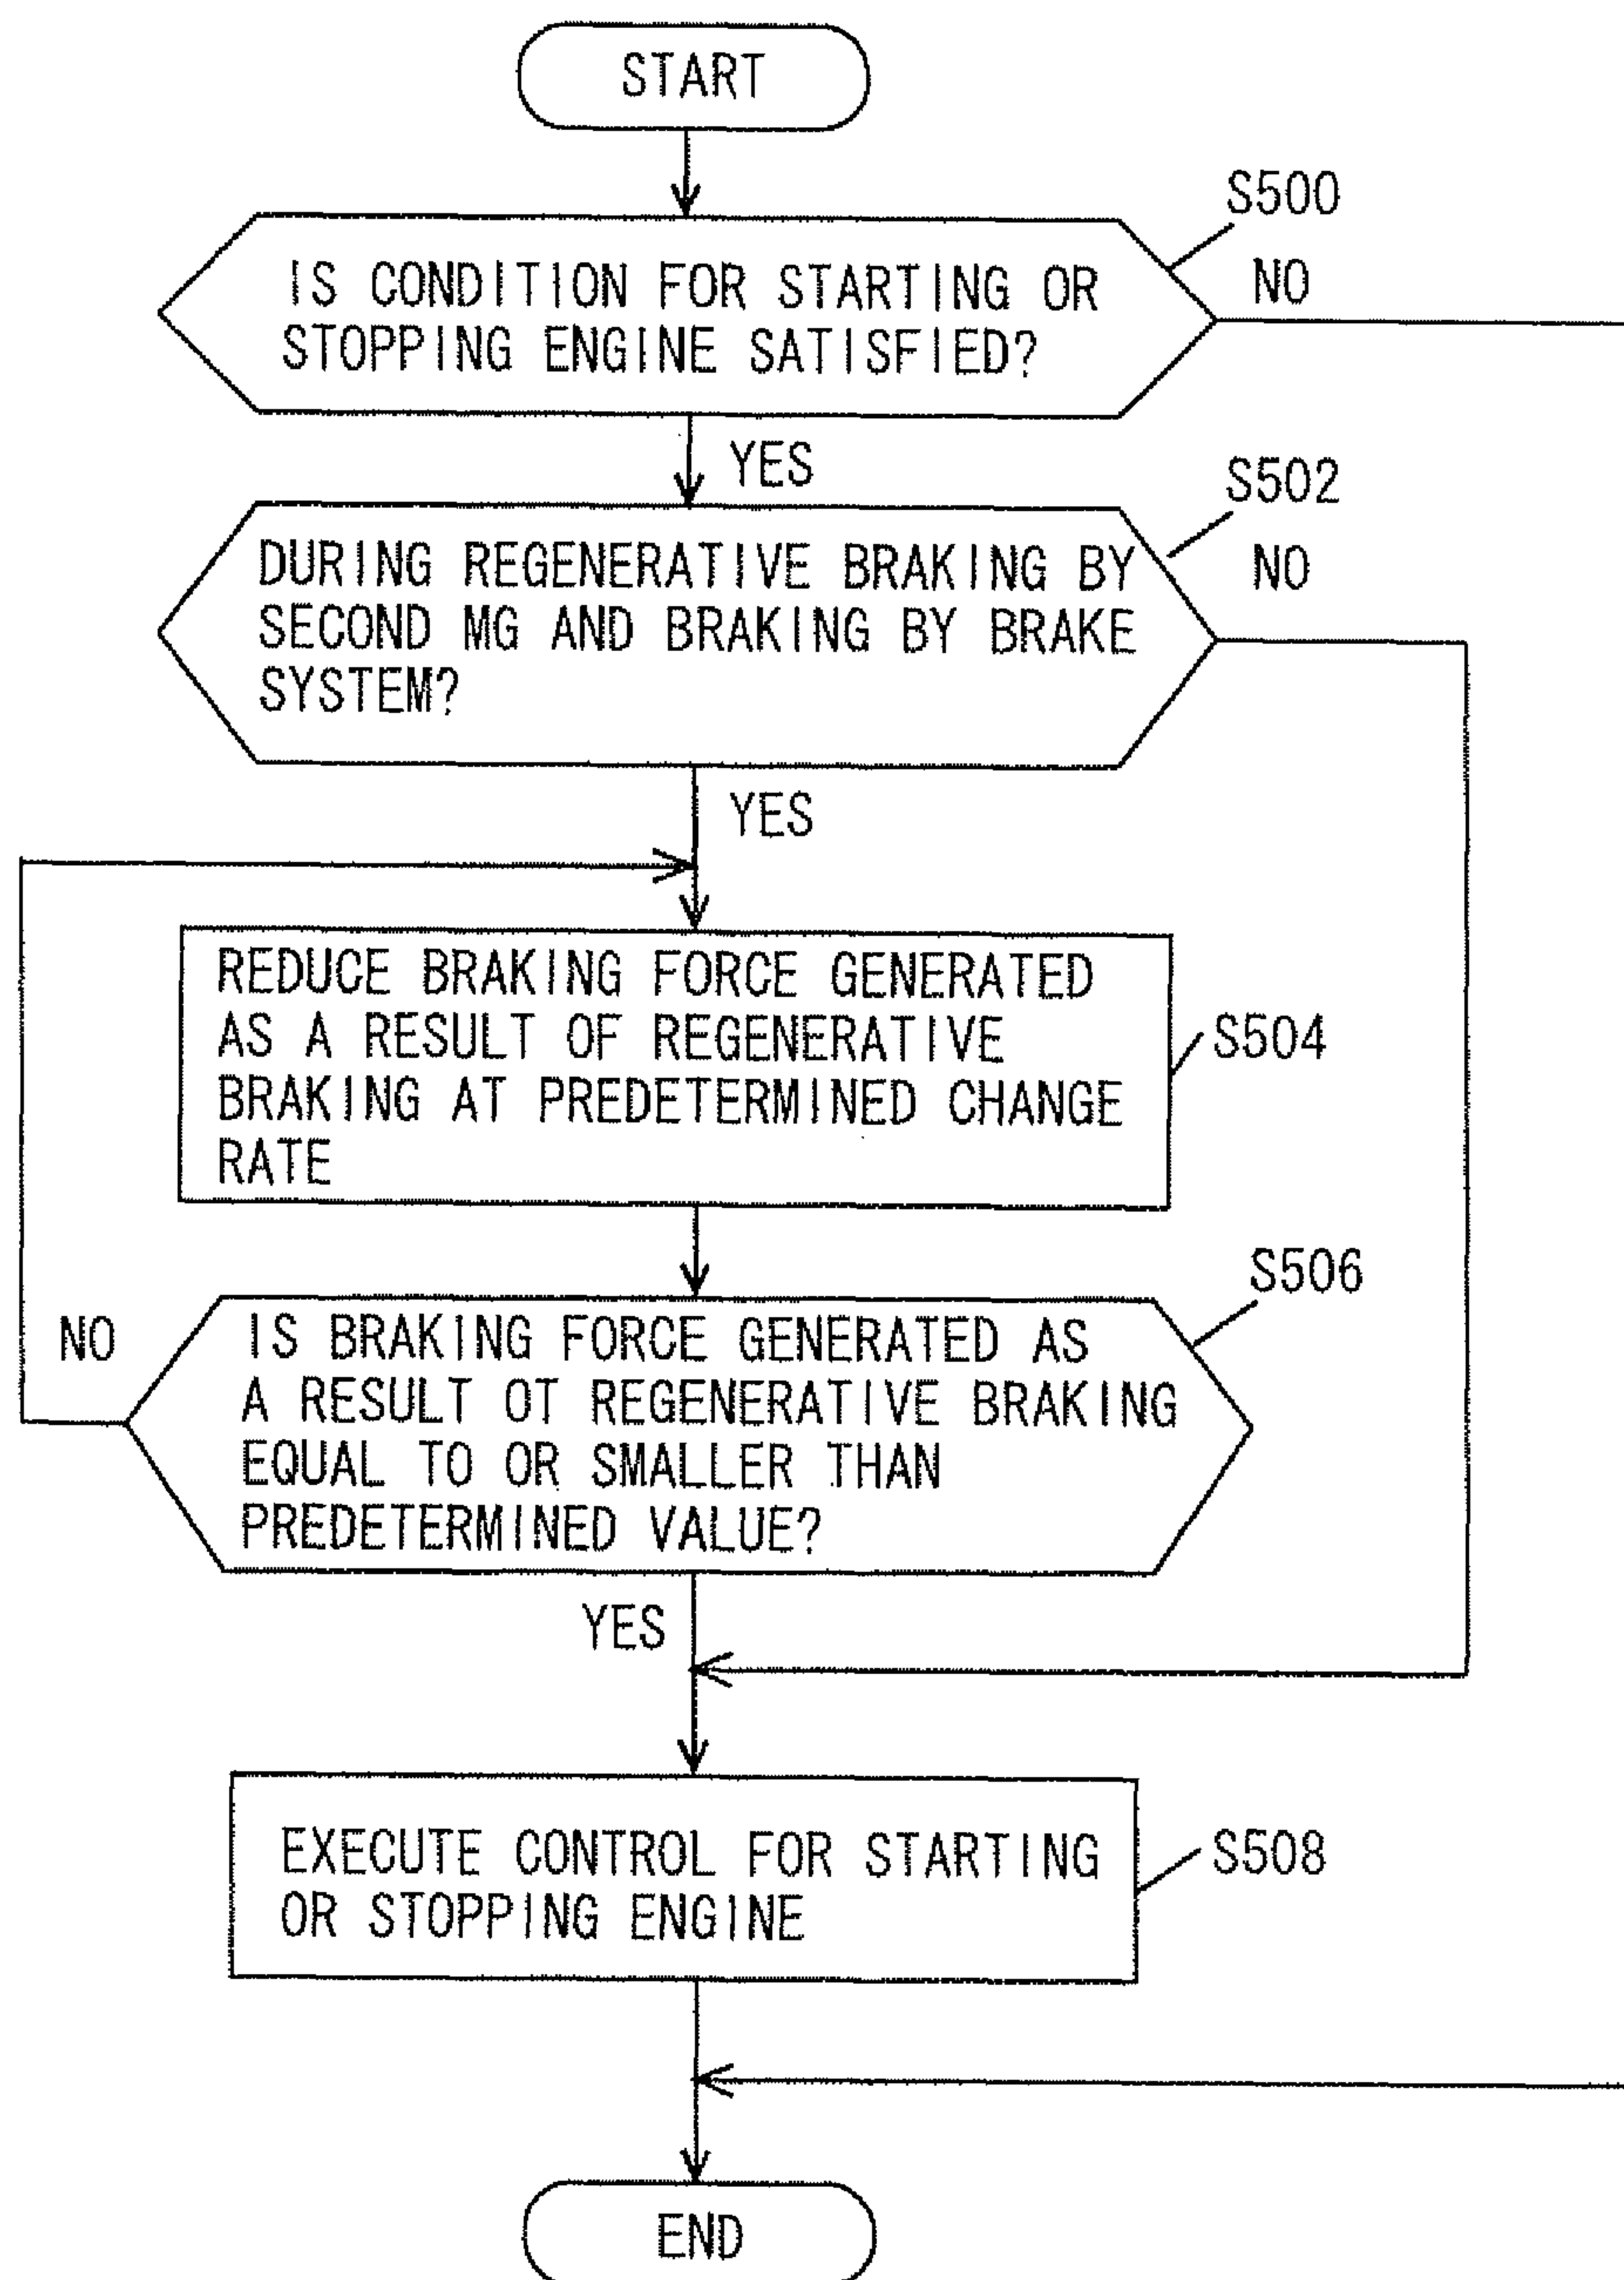 START
S500
IS CONDITION FOR STARTING OR
STOPPING ENGINE SATISFIED?
NO
YES
S502
DURING REGENERATIVE BRAKING BY
SECOND MG AND BRAKING BY BRAKE
SYSTEM?
NO
YES
REDUCE BRAKING FORCE GENERATED
AS A RESULT OF REGENERATIVE
BRAKING AT PREDETERMINED CHANGE
RATE
S504
S506
NO
IS BRAKING FORCE GENERATED AS
A RESULT OT REGENERATIVE BRAKING
EQUAL TO OR SMALLER THAN
PREDETERMINED VALUE?
YES
EXECUTE CONTROL FOR STARTING
OR STOPPING ENGINE
S508
END